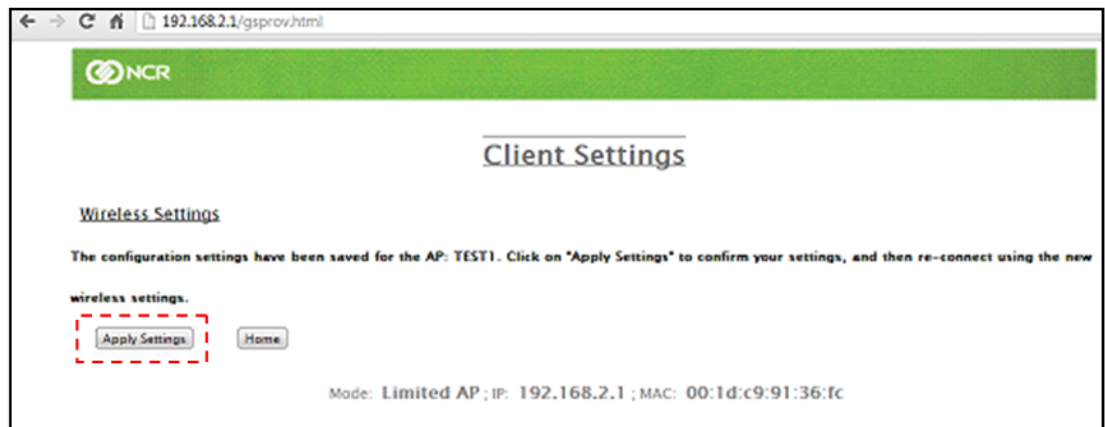 192.168.2.1/gsprov.html
NCR
Client Settings
Wireless Settings
The configuration settings have been saved for the AP: TEST1. Click on "Apply Settings" to confirm your settings, and then re-connect using the new
wireless settings.
Apply Settings Home
Mode: Limited AP ; IP: 192.168.2.1 ; MAC: 00:1d:c9:91:36:fc